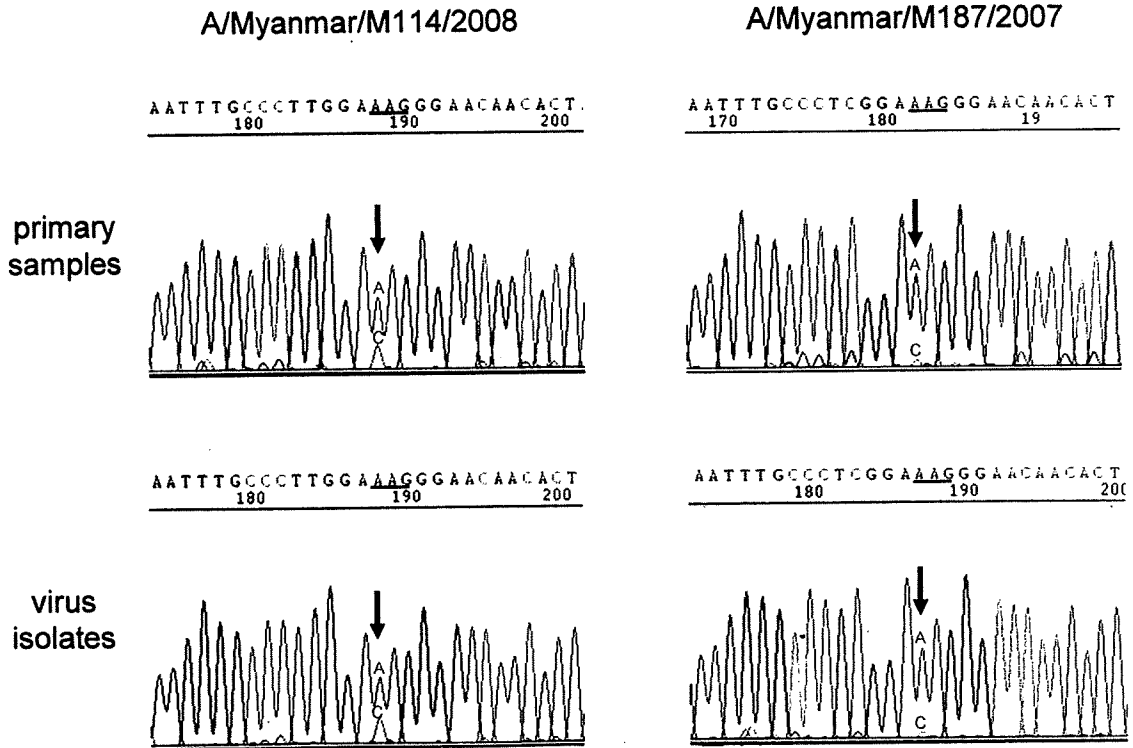 A/Myanmar/M114/2008
A/Myanmar/M187/2007
AATTTGCCCTTGGAAAGGGAACAACACT
180 190 200
AATTTGCCCTCGGAAAGGGAACAACACT
170 180 19
primary
samples
A
C
A
C
AATTTGCCCTTGGAAAGGGAACAACACT
180 190 200
AATTTGCCCTCGGAAAGGGAACAACACT
180 190 200
virus
isolates
A
C
A
C